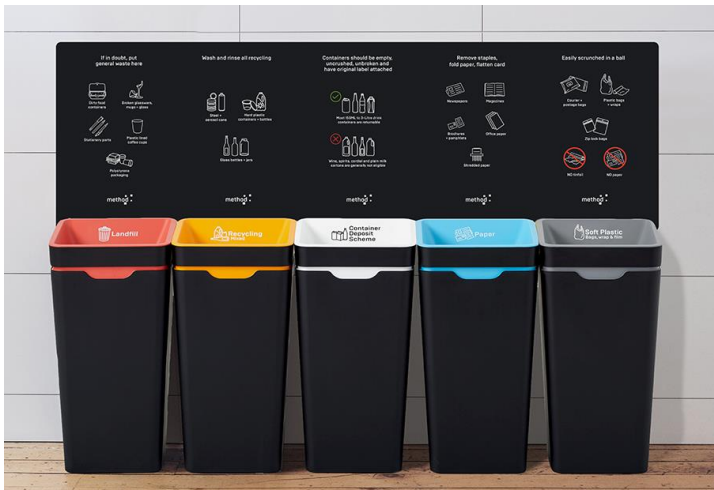 If in doubt, put
general waste here
Dirty food
containers
Broken glassware,
mugs + glass
Stationery parts
Plastic lined
coffee cups
Polystyrene
packaging
method
Wash and rinse all recycling
Steel +
aerosol cans
Hard plastic
containers + bottles
Glass bottles + jars
method
Containers should be empty,
uncrushed, unbroken and
have original label attached
Most 150ML to 3-Litre drink
containers are returnable
Wine, spirits, cordial and plain milk
containers are generally not eligible
method
Remove staples,
fold paper, flatten card
Newspapers
Magazines
Brochures
+ pamphlets
Office paper
Shredded paper
method
Easily scrunched in a ball
Courier +
postage bags
Plastic bags
+ wraps
Zip lock bags
NO tinfoil
NO paper
method
Landfill
Recycling
Mixed
Container
Deposit
Scheme
Paper
Soft Plastic
Bags, wrap & film